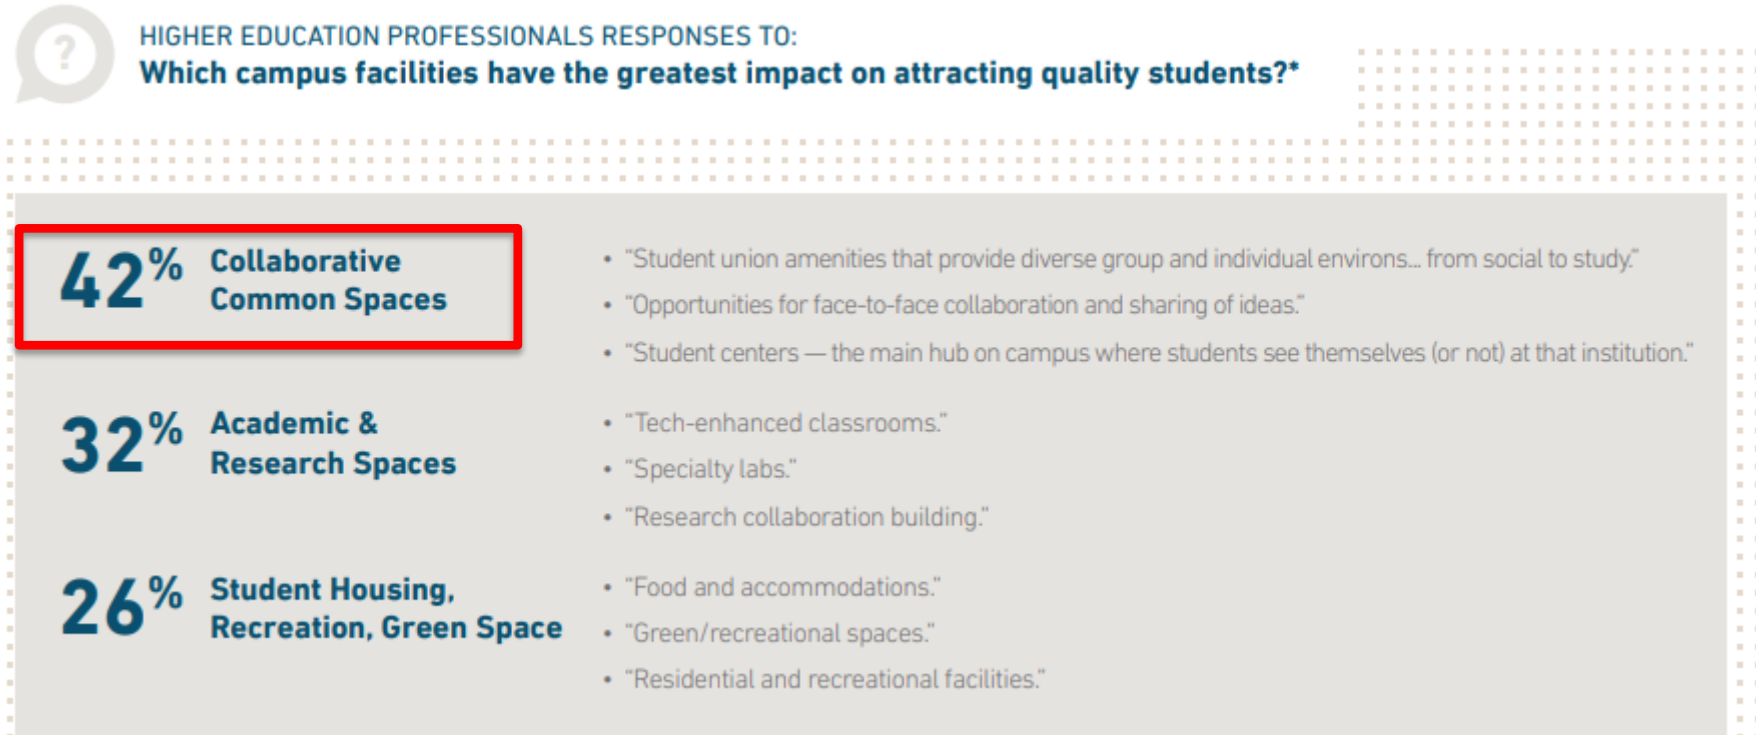 ?
HIGHER EDUCATION PROFESSIONALS RESPONSES TO:
Which campus facilities have the greatest impact on attracting quality students?*
42% Collaborative
Common Spaces
• "Student union amenities that provide diverse group and individual environs... from social to study."
• "Opportunities for face-to-face collaboration and sharing of ideas."
• "Student centers — the main hub on campus where students see themselves (or not) at that institution."
32% Academic &
Research Spaces
• "Tech-enhanced classrooms."
• "Specialty labs."
• "Research collaboration building."
26% Student Housing,
Recreation, Green Space
• "Food and accommodations."
• "Green/recreational spaces."
• "Residential and recreational facilities."